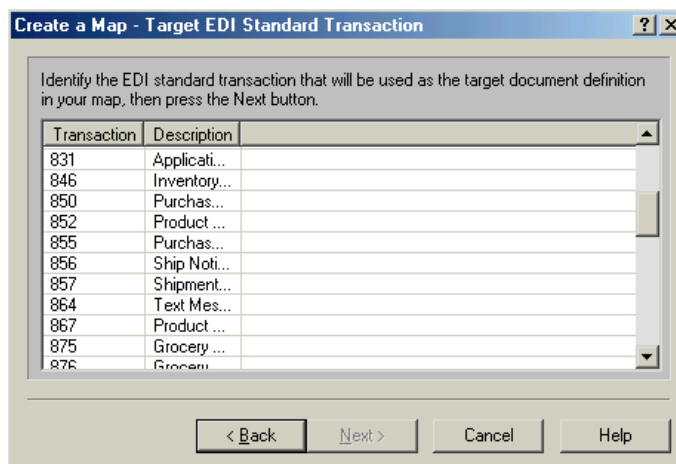 Create a Map - Target EDI Standard Transaction
Identify the EDI standard transaction that will be used as the target document definition
in your map, then press the Next button.
Transaction Description
831 Applicati...
846 Inventory...
850 Purchas...
852 Product ...
855 Purchas...
856 Ship Noti...
857 Shipment...
864 Text Mes...
867 Product ...
875 Grocery ...
876 Grocery
< Back Next > Cancel Help